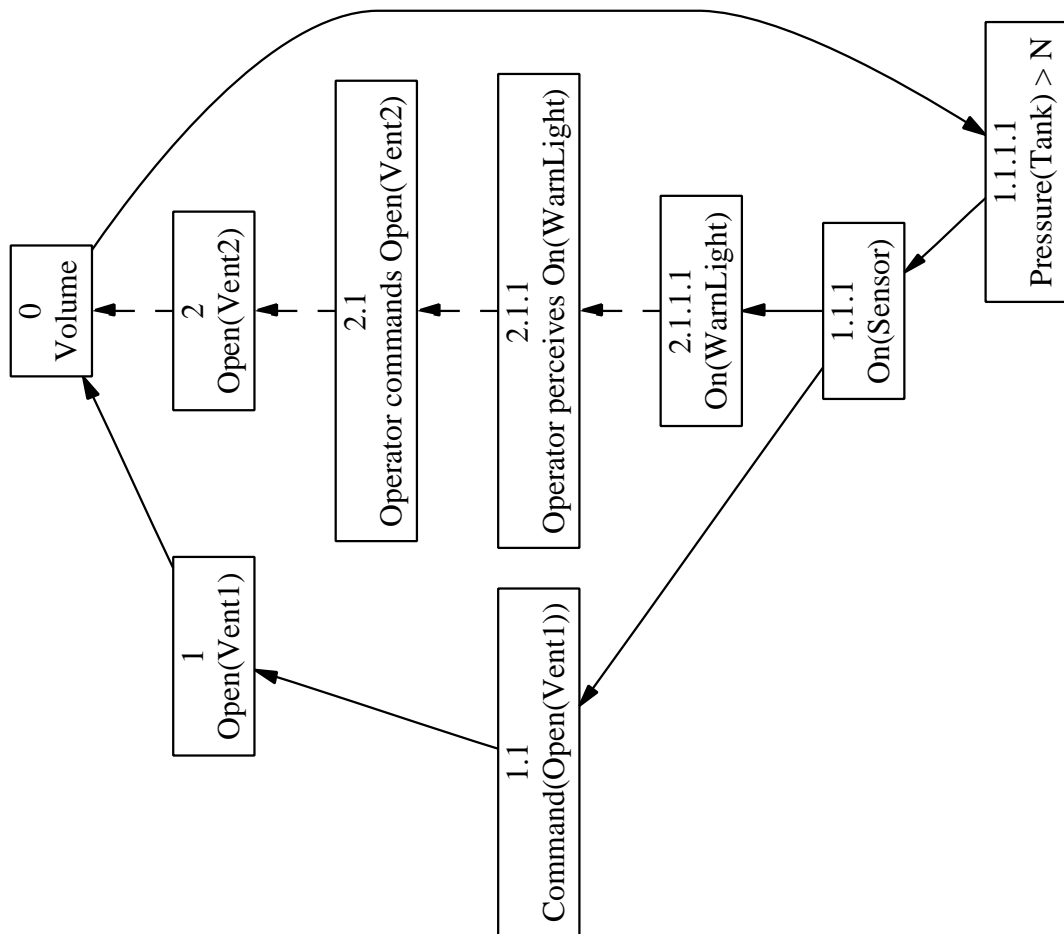 0
Volume
1
Open(Vent1)
2
Open(Vent2)
2.1
Operator commands Open(Vent2)
1.1
Command(Open(Vent1))
2.1.1
Operator perceives On(WarnLight)
2.1.1.1
On(WarnLight)
1.1.1
On(Sensor)
1.1.1.1
Pressure(Tank) > N